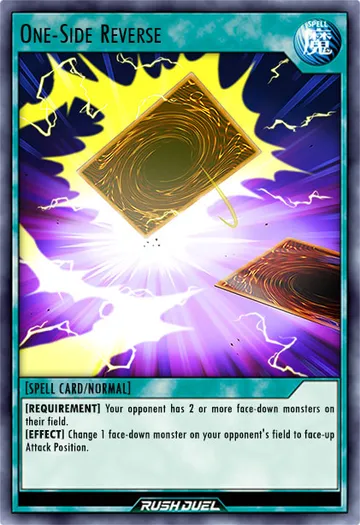 One-Side Reverse
SPELL
魔
[SPELL CARD/NORMAL]
[REQUIREMENT] Your opponent has 2 or more face-down monsters on
their field.
[EFFECT] Change 1 face-down monster on your opponent's field to face-up
Attack Position.
RUSH DUEL